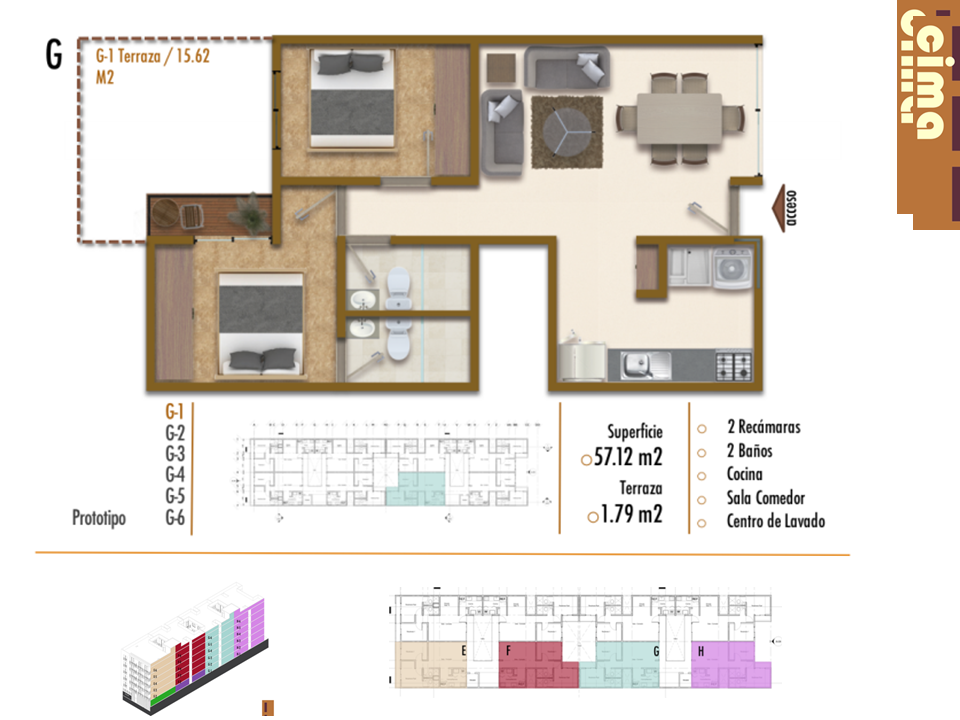 G
G-1 Terraza / 15.62
M2
cima
acceso
G-1
G-2
G-3
G-4
G-5
Prototipo G-6
Superficie
57.12 m2
Terraza
1.79 m2
2 Recámaras
2 Baños
Cocina
Sala Comedor
Centro de Lavado
E F G H